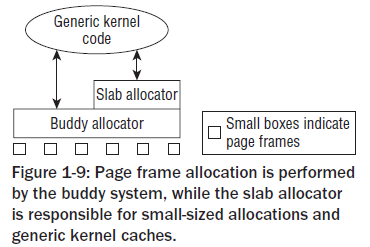 Generic kernel
code
Slab allocator
Buddy allocator
Small boxes indicate
page frames
Figure 1-9: Page frame allocation is performed
by the buddy system, while the slab allocator
is responsible for small-sized allocations and
generic kernel caches.